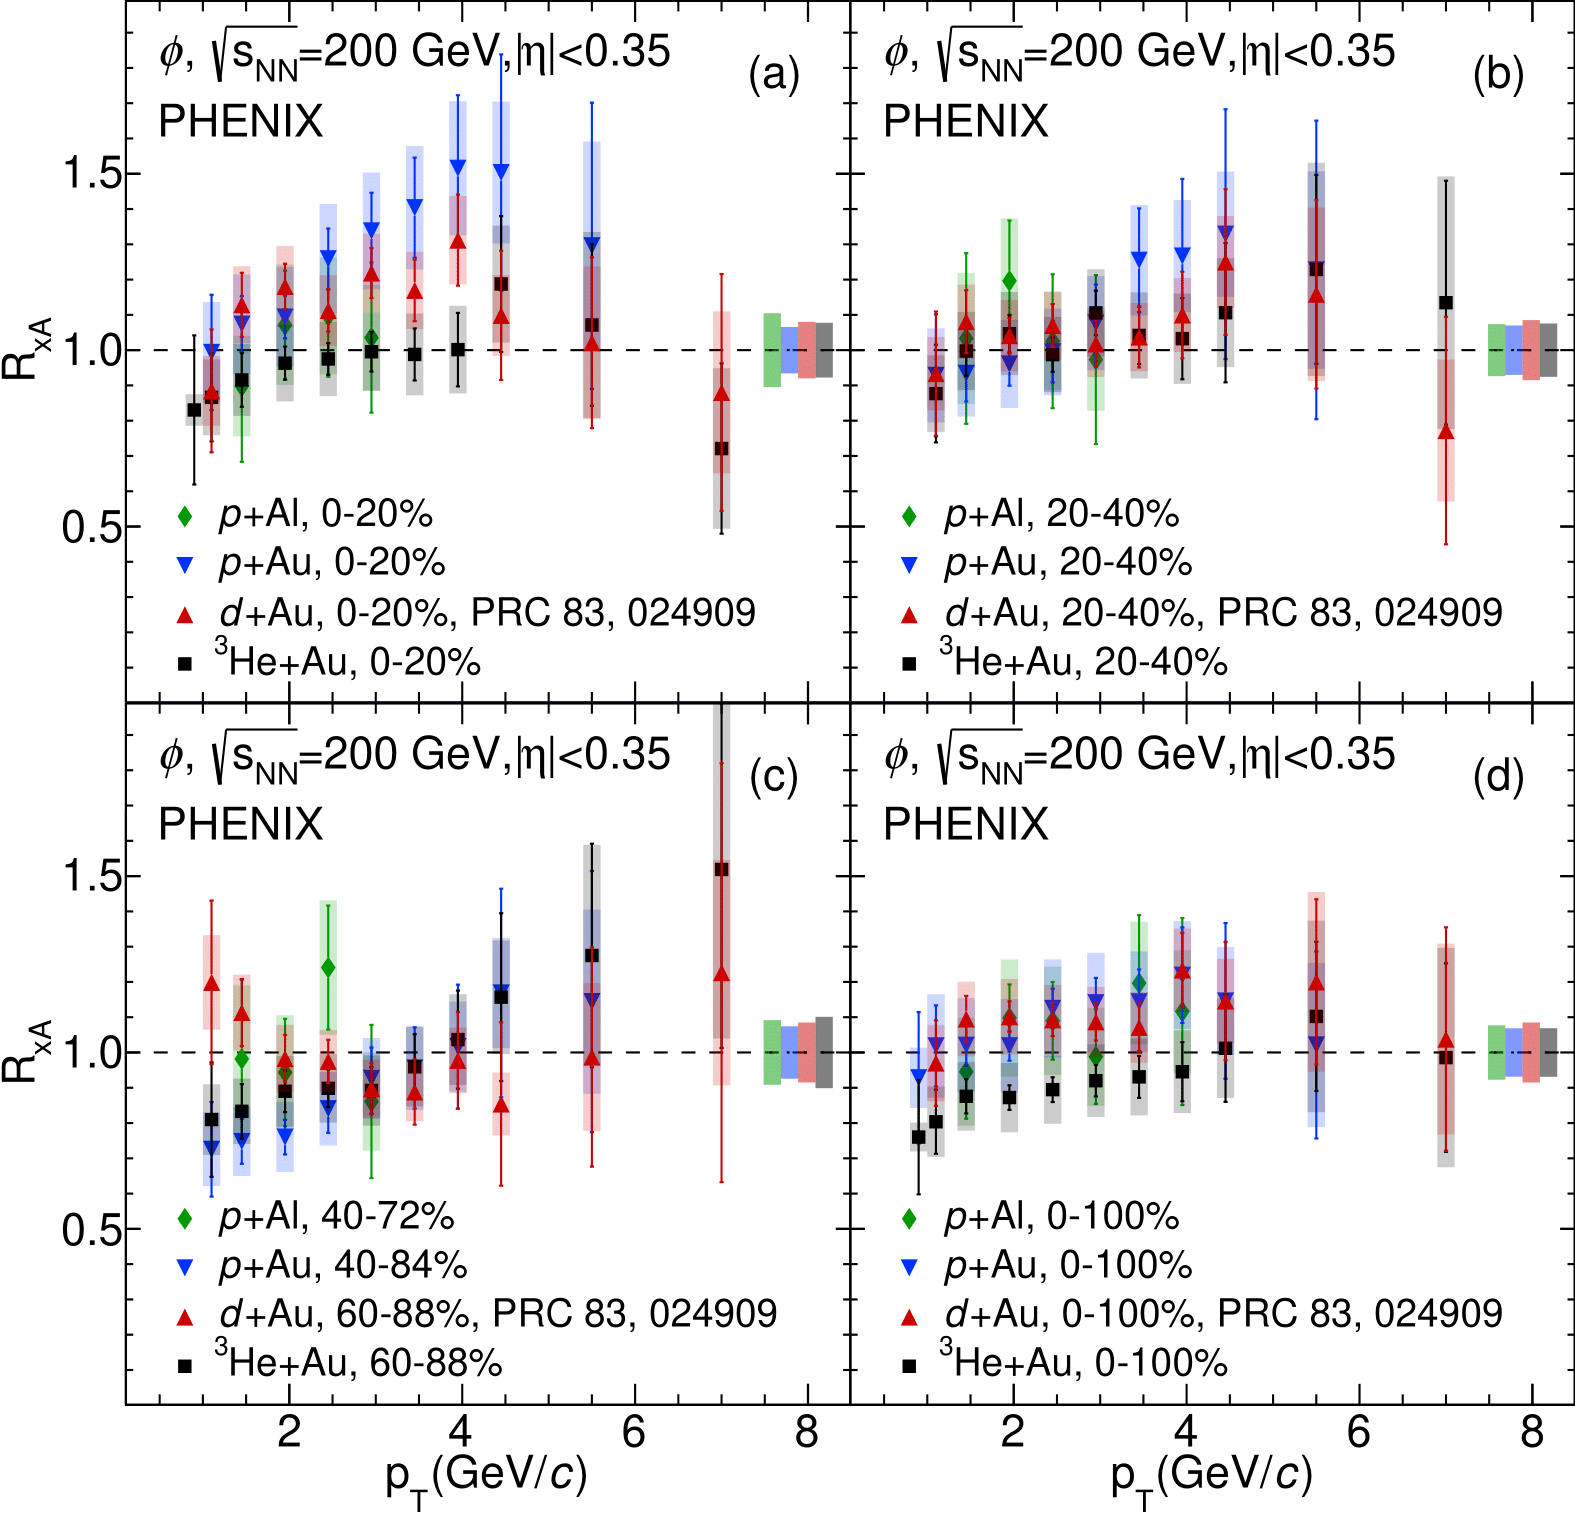 ϕ, √sNN=200 GeV,|η|<0.35
(a)
PHENIX
RxA
1.5
1.0
0.5
p+Al, 0-20%
p+Au, 0-20%
d+Au, 0-20%, PRC 83, 024909
³He+Au, 0-20%
ϕ, √sNN=200 GeV,|η|<0.35
(b)
PHENIX
p+Al, 20-40%
p+Au, 20-40%
d+Au, 20-40%, PRC 83, 024909
³He+Au, 20-40%
ϕ, √sNN=200 GeV,|η|<0.35
(c)
PHENIX
RxA
1.5
1.0
0.5
p+Al, 40-72%
p+Au, 40-84%
d+Au, 60-88%, PRC 83, 024909
³He+Au, 60-88%
2 4 6 8
pT(GeV/c)
ϕ, √sNN=200 GeV,|η|<0.35
(d)
PHENIX
p+Al, 0-100%
p+Au, 0-100%
d+Au, 0-100%, PRC 83, 024909
³He+Au, 0-100%
2 4 6 8
pT(GeV/c)